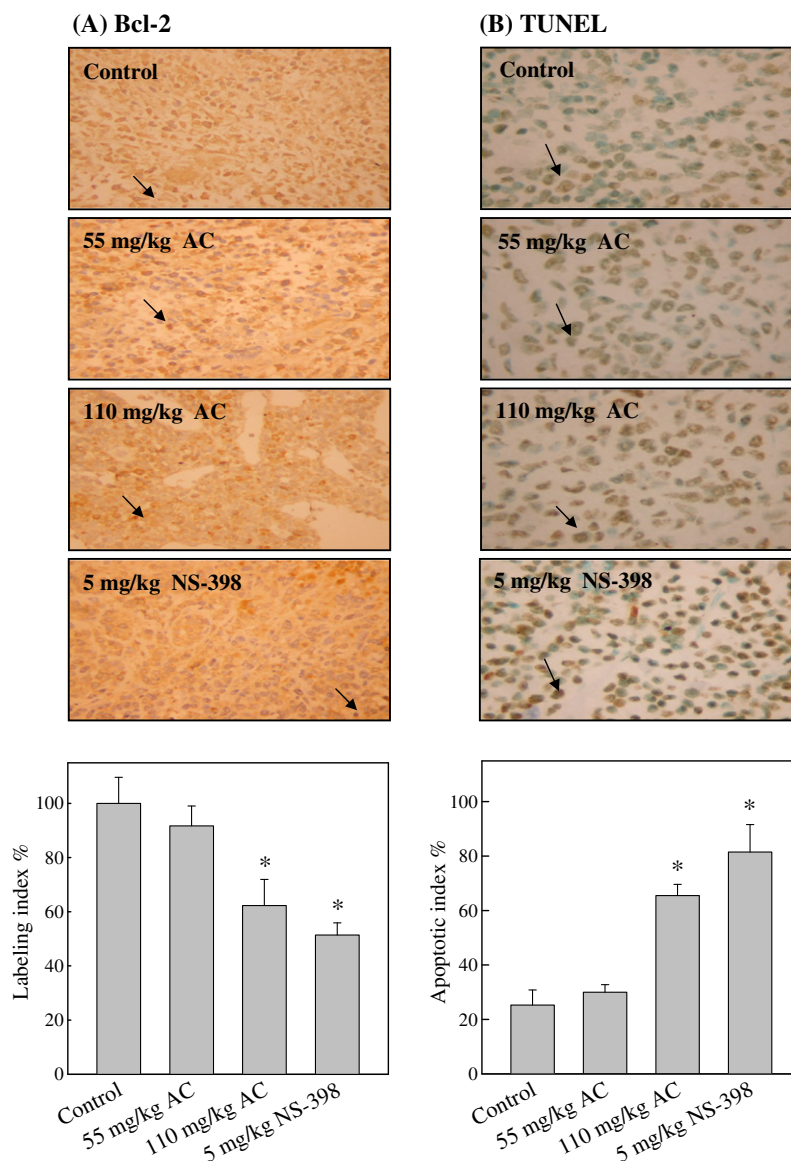 (A) Bcl-2
Control
55 mg/kg AC
110 mg/kg AC
5 mg/kg NS-398
Labeling index %
100
80
60
40
20
0
*
*
Control
55 mg/kg AC
110 mg/kg AC
5 mg/kg NS-398
(B) TUNEL
Control
55 mg/kg AC
110 mg/kg AC
5 mg/kg NS-398
Apoptotic index %
100
80
60
40
20
0
*
*
Control
55 mg/kg AC
110 mg/kg AC
5 mg/kg NS-398